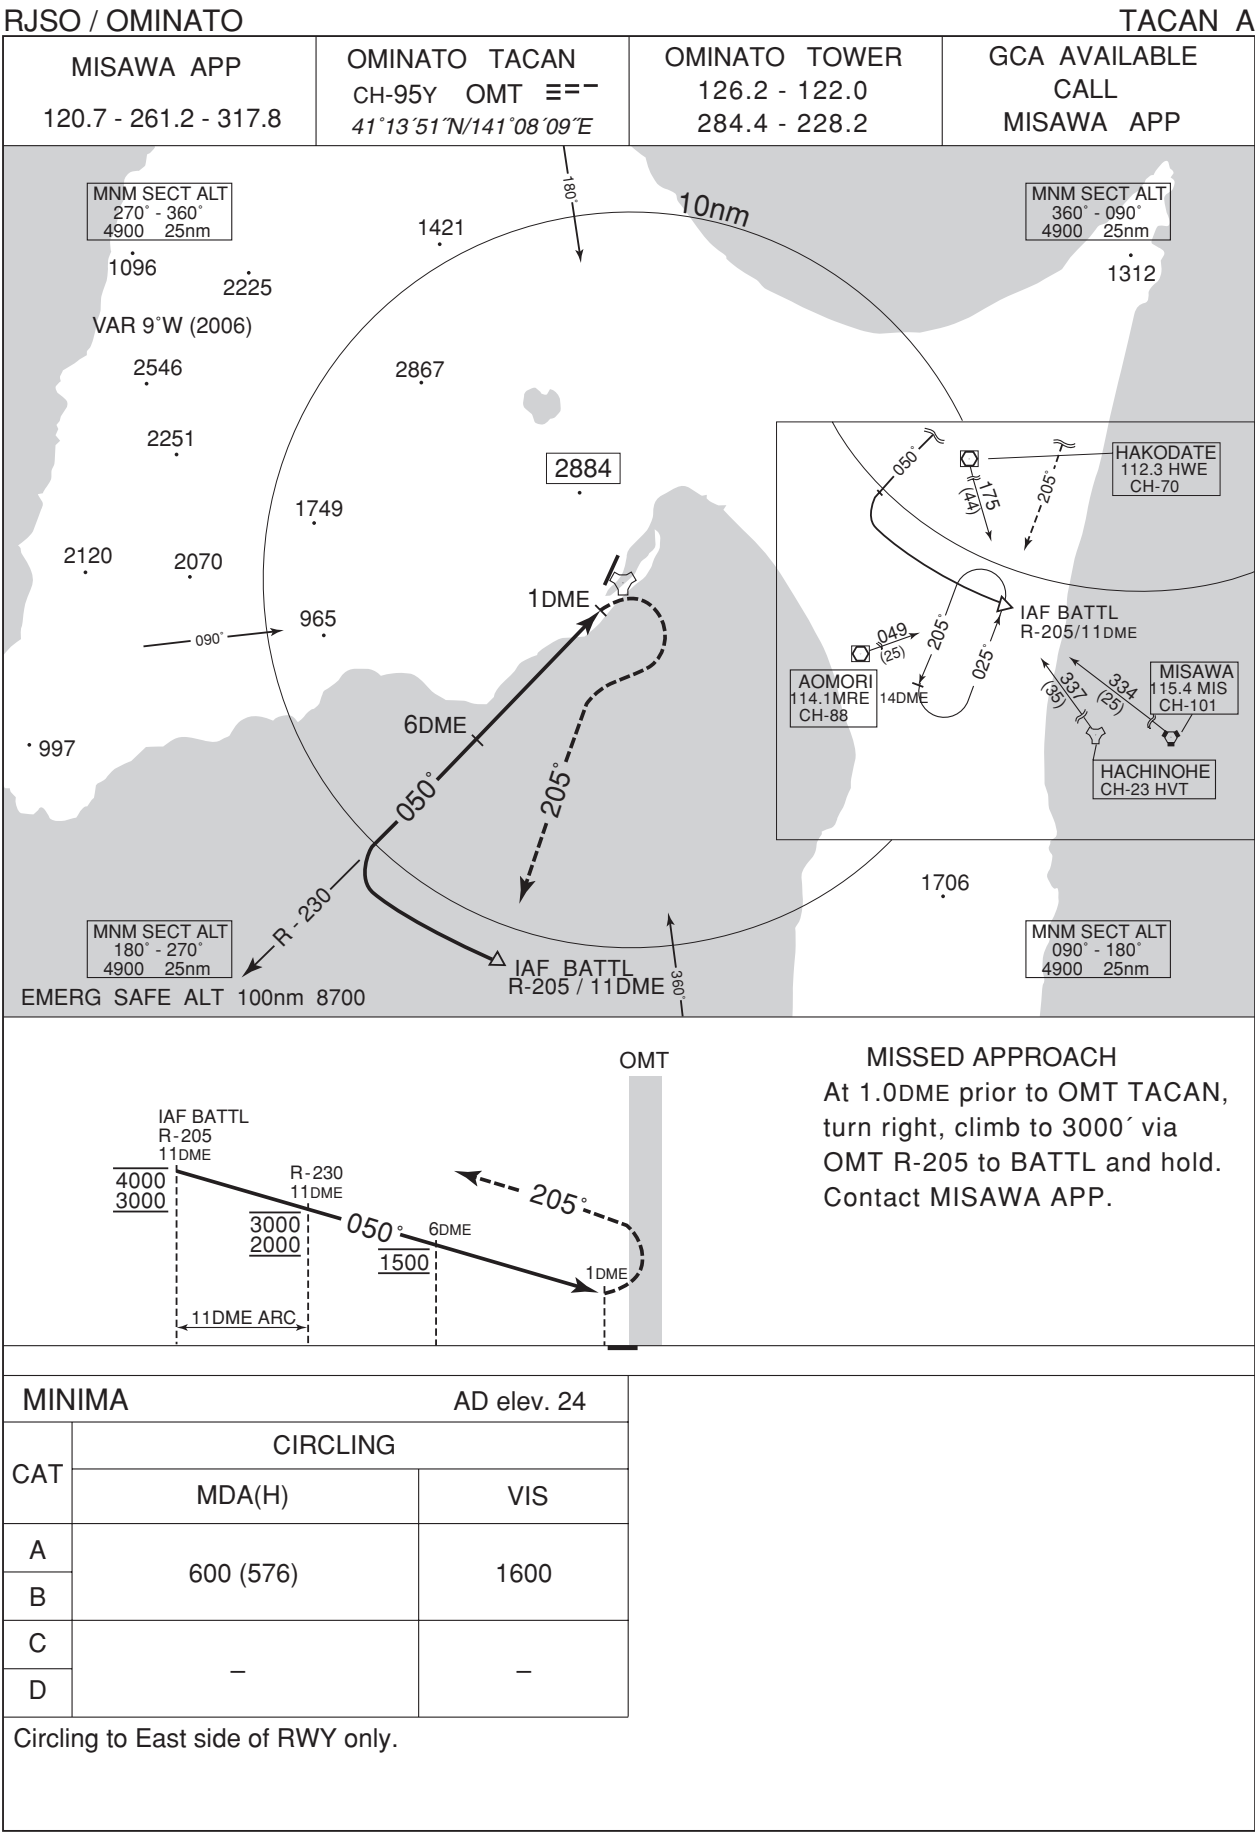 RJSO / OMINATO
TACAN A
MISAWA APP
120.7 - 261.2 - 317.8
OMINATO TACAN
CH-95Y OMT
41°13´51˝N/141°08´09˝E
OMINATO TOWER
126.2 - 122.0
284.4 - 228.2
GCA AVAILABLE
CALL
MISAWA APP
MNM SECT ALT
270° - 360°
4900 25nm
1096
2225
VAR 9°W (2006)
1421
180°
10nm
MNM SECT ALT
360° - 090°
4900 25nm
1312
2546
2867
2251
2884
1749
2120
2070
965
090°
997
1DME
6DME
050°
205°
R - 230
IAF BATTL
R-205 / 11DME
360°
050°
HAKODATE
112.3 HWE
CH-70
175
(44)
205°
IAF BATTL
R-205/11DME
049
(25)
205°
025°
AOMORI
114.1MRE
CH-88
14DME
337
(35)
334
(25)
MISAWA
115.4 MIS
CH-101
HACHINOHE
CH-23 HVT
1706
MNM SECT ALT
180° - 270°
4900 25nm
MNM SECT ALT
090° - 180°
4900 25nm
EMERG SAFE ALT 100nm 8700
OMT
IAF BATTL
R-205
11DME
4000
3000
R-230
11DME
3000
2000
050°
6DME
1500
205°
1DME
11DME ARC
MISSED APPROACH
At 1.0DME prior to OMT TACAN,
turn right, climb to 3000´ via
OMT R-205 to BATTL and hold.
Contact MISAWA APP.
MINIMA
AD elev. 24
CAT
CIRCLING
MDA(H)
VIS
A
B
600 (576)
1600
C
D
–
–
Circling to East side of RWY only.